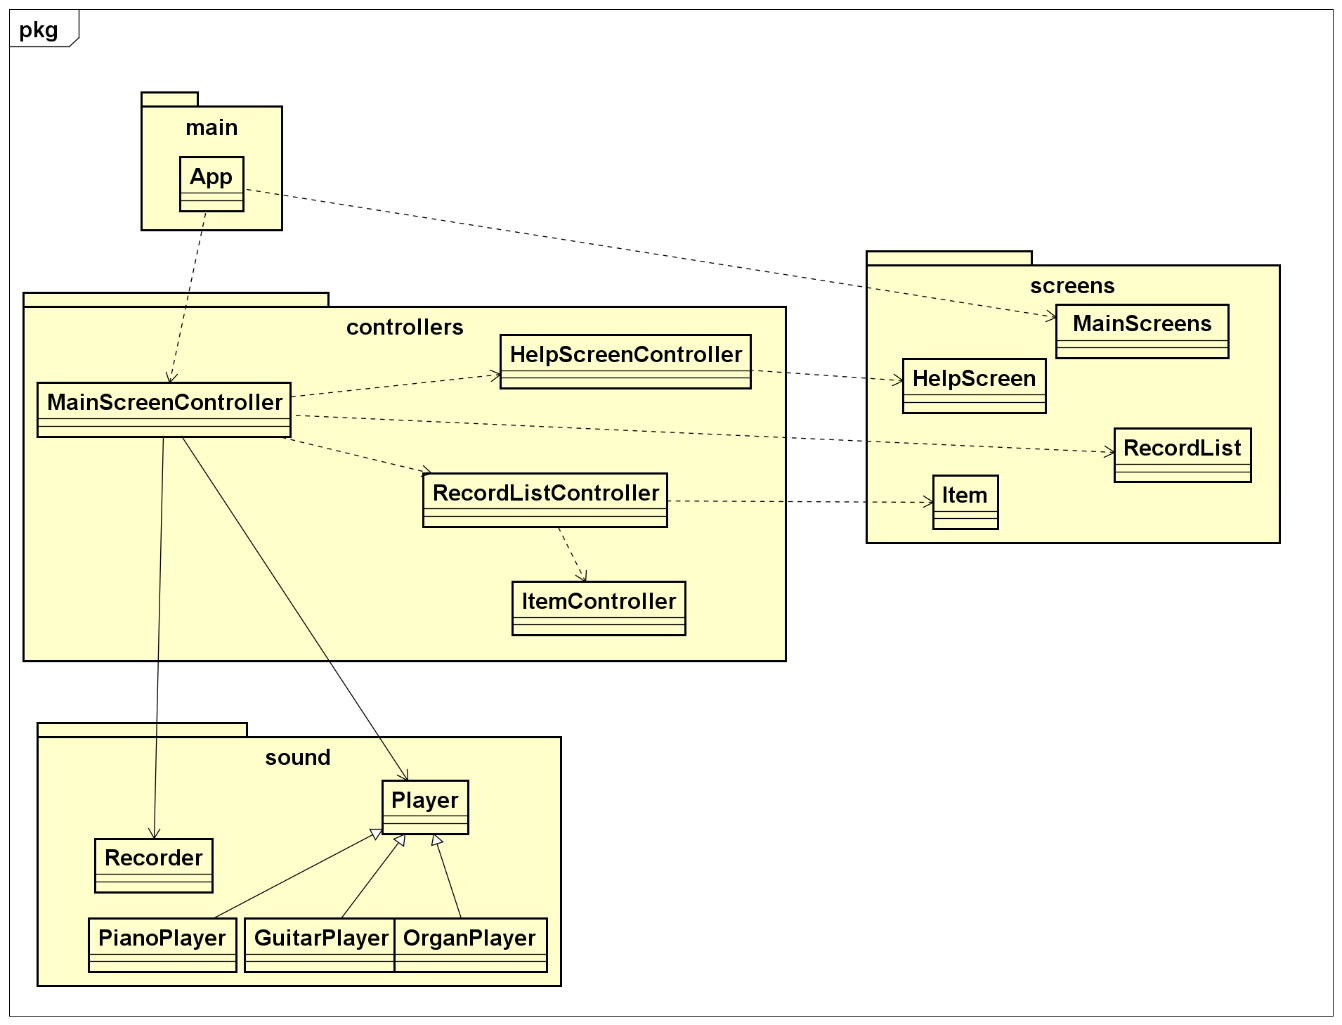 pkg
main
App
screens
MainScreens
controllers
HelpScreenController
HelpScreen
MainScreenController
RecordList
RecordListController
Item
ItemController
sound
Player
Recorder
PianoPlayer
GuitarPlayer
OrganPlayer